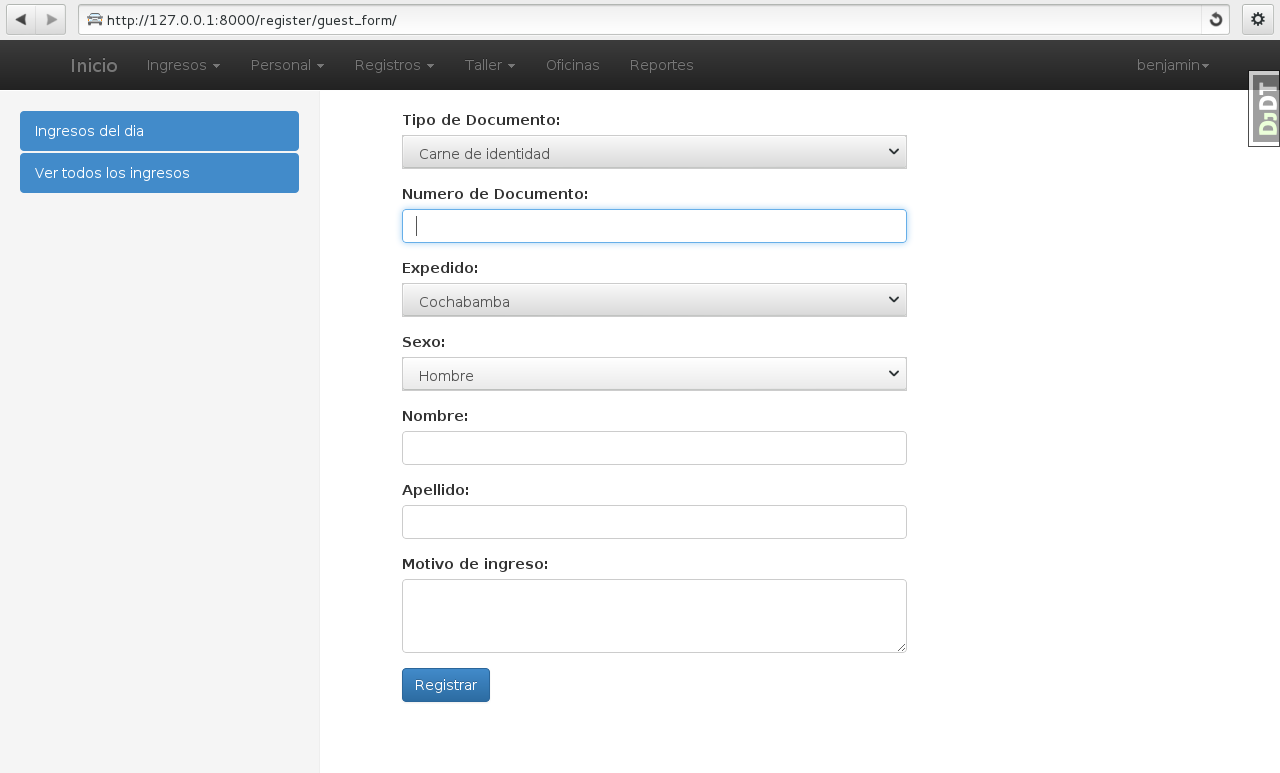 http://127.0.0.1:8000/register/guest_form/
Inicio Ingresos Personal Registros Taller Oficinas Reportes benjamin
DjDT
Ingresos del dia
Ver todos los ingresos
Tipo de Documento:
Carne de identidad
Numero de Documento:
Expedido:
Cochabamba
Sexo:
Hombre
Nombre:
Apellido:
Motivo de ingreso:
Registrar